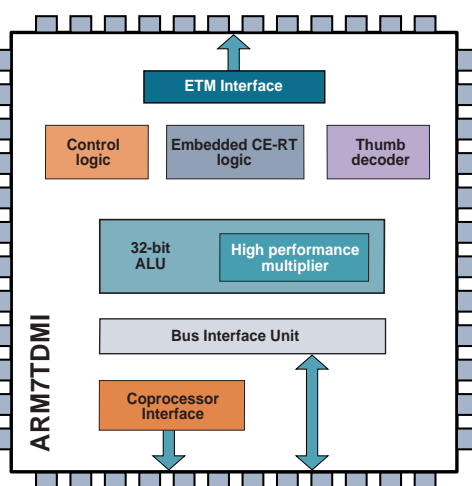 ETM Interface
Control
logic
Embedded CE-RT
logic
Thumb
decoder
32-bit
ALU
High performance
multiplier
Bus Interface Unit
Coprocessor
Interface
ARM7TDMI